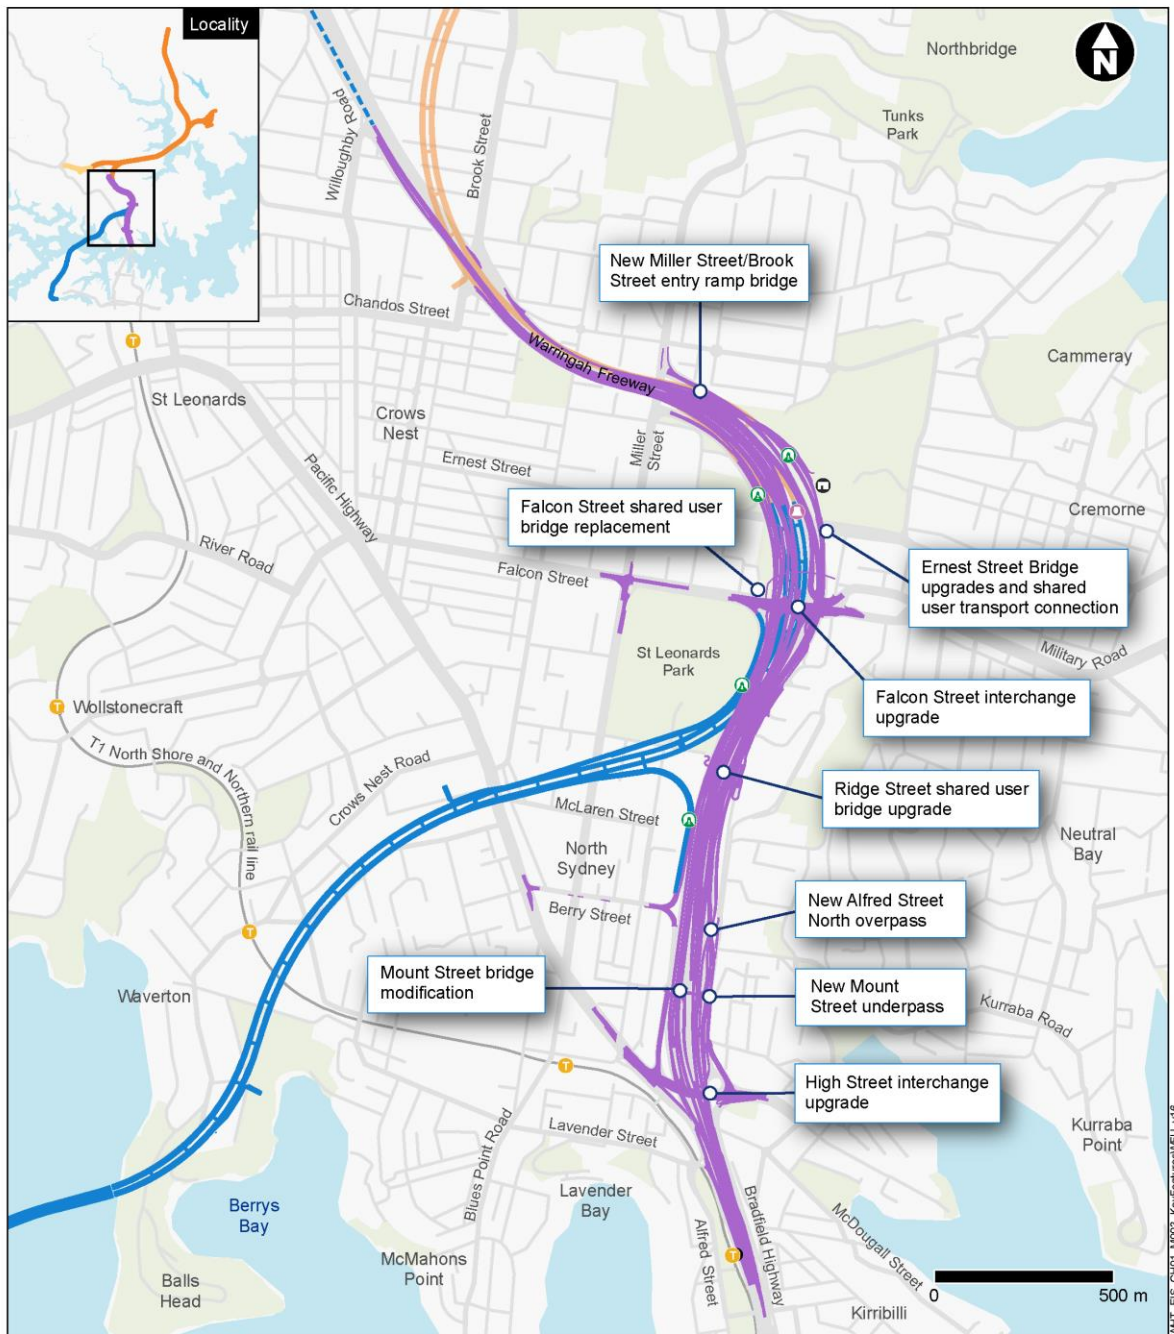 Locality
N
Northbridge
Tunks
Park
Willoughby Road
Brook Street
New Miller Street/Brook
Street entry ramp bridge
Chandos Street
Warringah Freeway
Cammeray
T
St Leonards
Crows
Nest
Miller
Street
Ernest Street
Pacific Highway
Falcon Street shared user
bridge replacement
Cremorne
River Road
Falcon Street
Ernest Street Bridge
upgrades and shared
user transport connection
St Leonards
Park
Military Road
Falcon Street interchange
upgrade
T
Wollstonecraft
T1 North Shore and Northern rail line
Crows Nest Road
Ridge Street shared user
bridge upgrade
McLaren Street
North
Sydney
Neutral
Bay
Berry Street
New Alfred Street
North overpass
T
Mount Street bridge
modification
Waverton
New Mount
Street underpass
Kurraba Road
T
High Street interchange
upgrade
Lavender Street
Kurraba
Point
Blues Point Road
Lavender
Bay
Berrys
Bay
Alfred Street
Bradfield Highway
McDougall Street
T
McMahons
Point
Balls
Head
Kirribilli
0
500 m